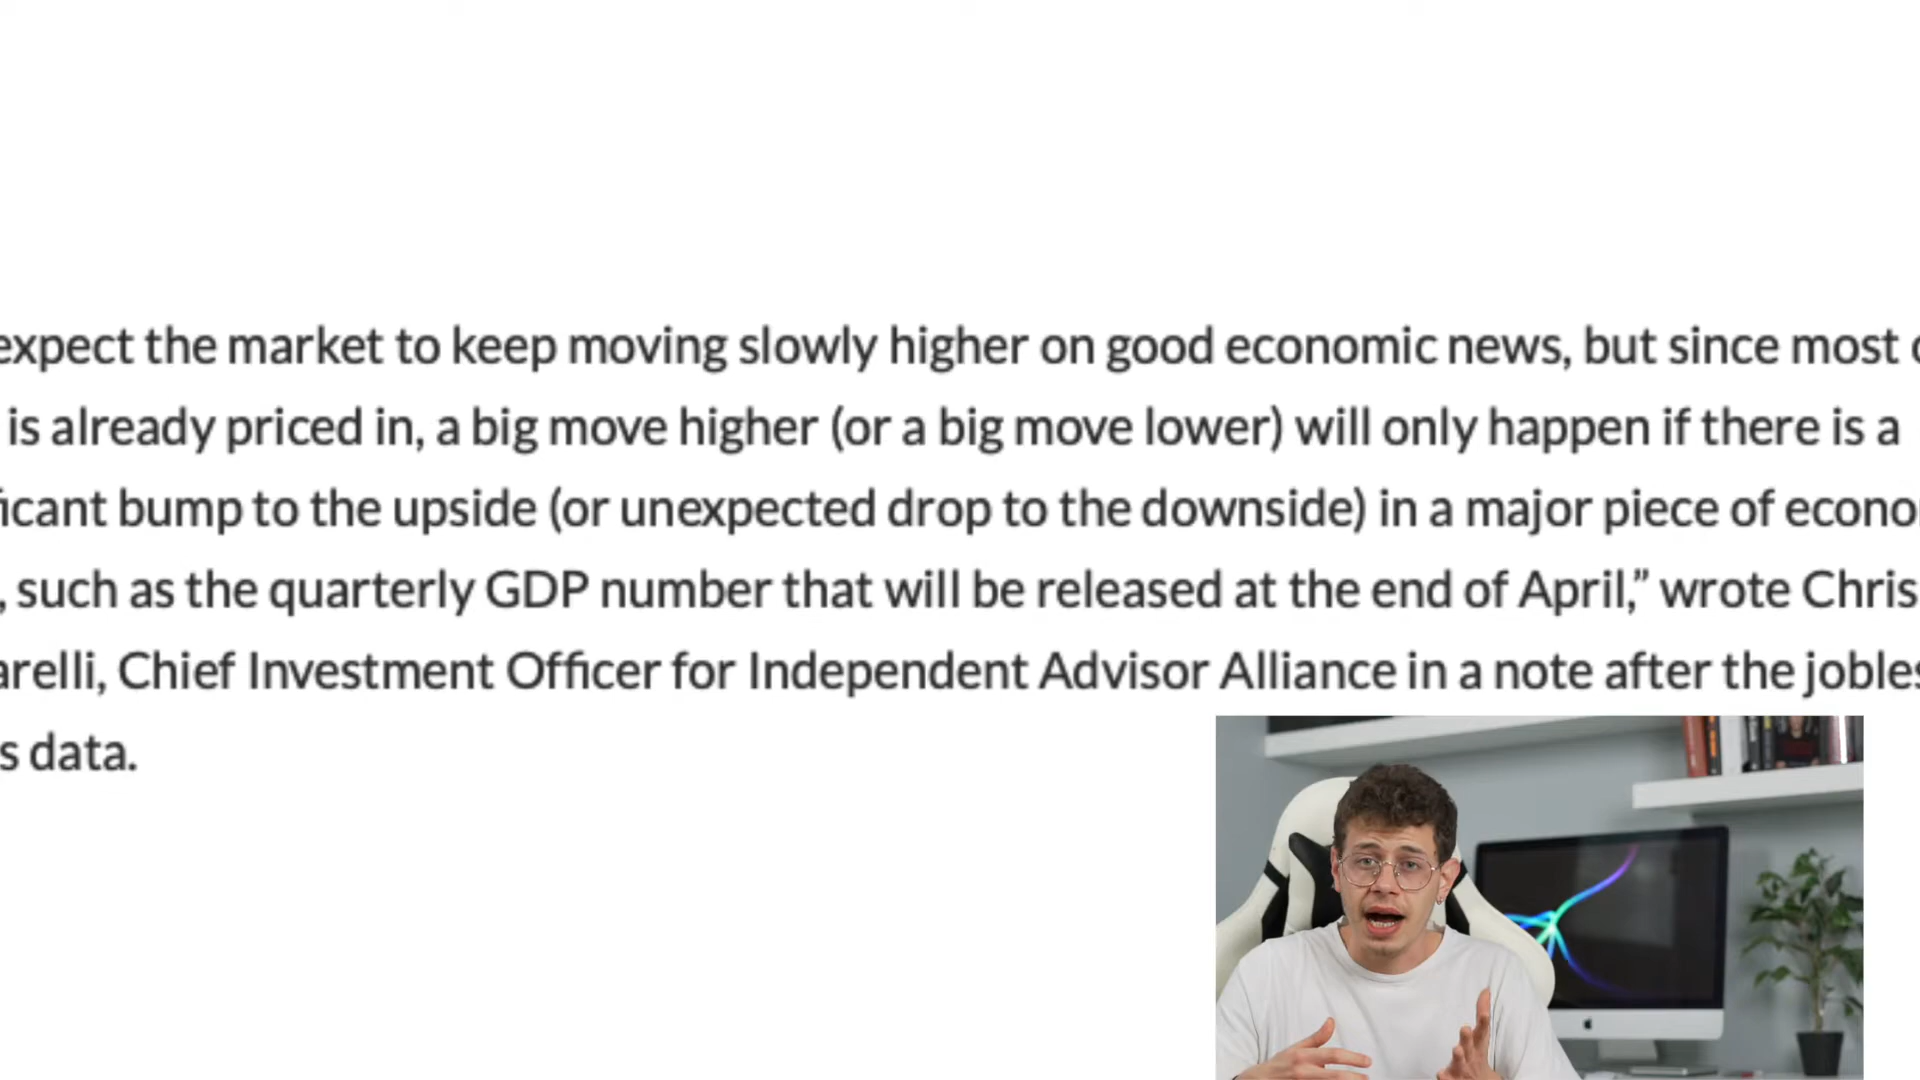 expect the market to keep moving slowly higher on good economic news, but since most
is already priced in, a big move higher (or a big move lower) will only happen if there is a
ficant bump to the upside (or unexpected drop to the downside) in a major piece of econo
, such as the quarterly GDP number that will be released at the end of April,” wrote Chris
arelli, Chief Investment Officer for Independent Advisor Alliance in a note after the jobles
s data.